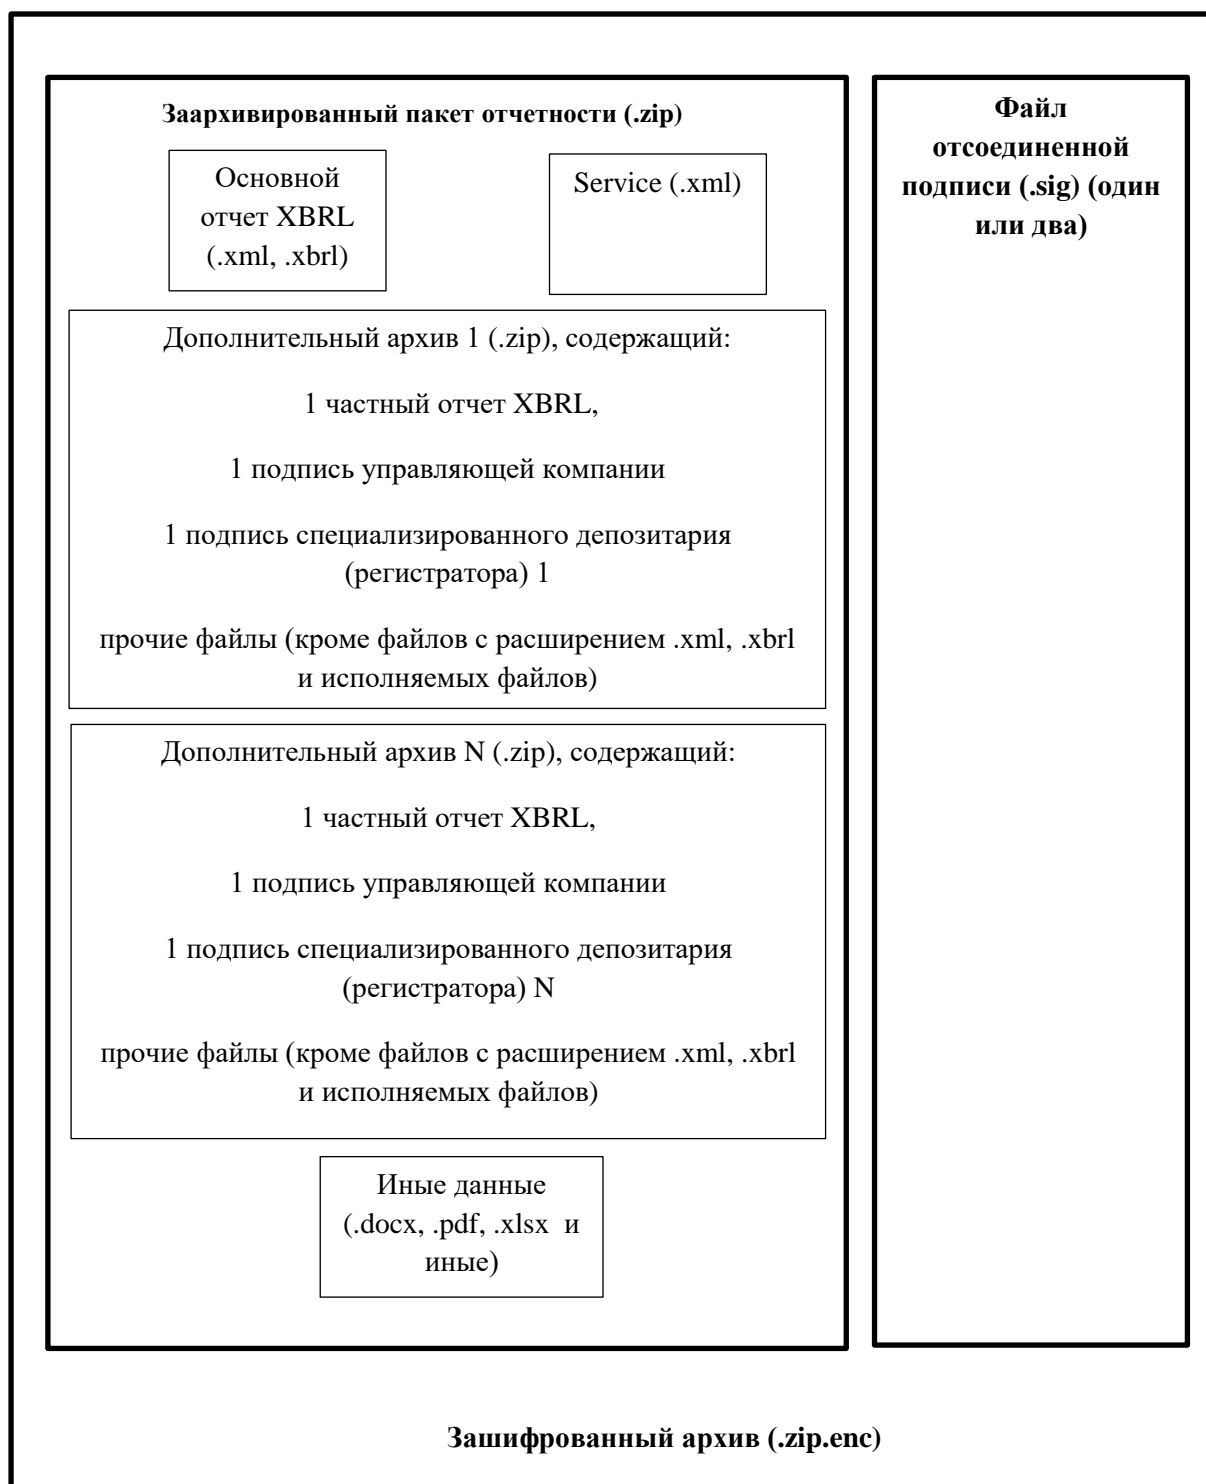 Заархивированный пакет отчетности (.zip)
Основной
отчет XBRL
(.xml, .xbrl)
Service (.xml)
Дополнительный архив 1 (.zip), содержащий:
1 частный отчет XBRL,
1 подпись управляющей компании
1 подпись специализированного депозитария
(регистратора) 1
прочие файлы (кроме файлов с расширением .xml, .xbrl
и исполняемых файлов)
Дополнительный архив N (.zip), содержащий:
1 частный отчет XBRL,
1 подпись управляющей компании
1 подпись специализированного депозитария
(регистратора) N
прочие файлы (кроме файлов с расширением .xml, .xbrl
и исполняемых файлов)
Иные данные
(.docx, .pdf, .xlsx и
иные)
Файл
отсоединенной
подписи (.sig) (один
или два)
Зашифрованный архив (.zip.enc)